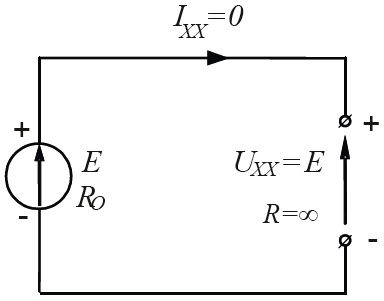 I_XX=0
+
E
R_O
-
+
U_XX=E
R=∞
-